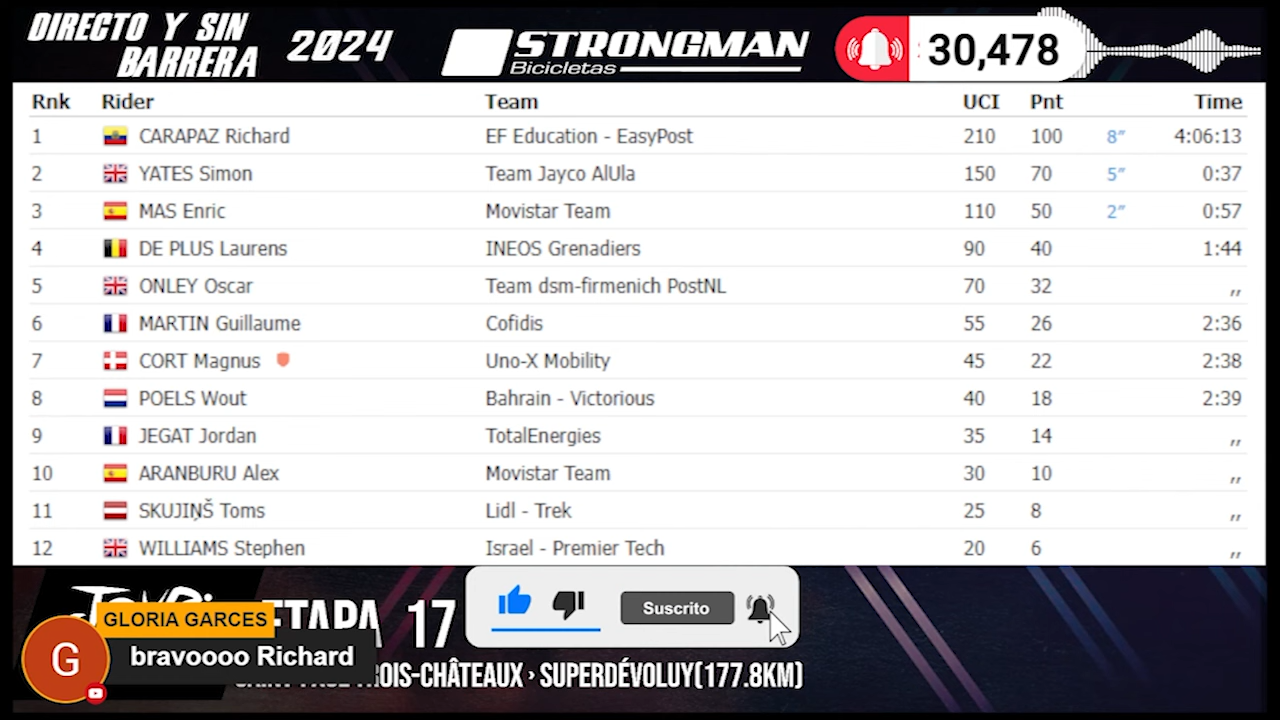 DIRECTO Y SIN
BARRERA
2024
STRONGMAN
Bicicletas
30,478
Rnk Rider Team UCI Pnt Time
1 CARAPAZ Richard EF Education - EasyPost 210 100 8″ 4:06:13
2 YATES Simon Team Jayco AlUla 150 70 5″ 0:37
3 MAS Enric Movistar Team 110 50 2″ 0:57
4 DE PLUS Laurens INEOS Grenadiers 90 40 1:44
5 ONLEY Oscar Team dsm-firmenich PostNL 70 32 ,,
6 MARTIN Guillaume Cofidis 55 26 2:36
7 CORT Magnus Uno-X Mobility 45 22 2:38
8 POELS Wout Bahrain - Victorious 40 18 2:39
9 JEGAT Jordan TotalEnergies 35 14 ,,
10 ARANBURU Alex Movistar Team 30 10 ,,
11 SKUJIŅŠ Toms Lidl - Trek 25 8 ,,
12 WILLIAMS Stephen Israel - Premier Tech 20 6 ,,
ETAPA 17
Suscrito
GLORIA GARCES
G
bravoooo Richard
TROIS-CHÂTEAUX › SUPERDÉVOLUY(177.8KM)